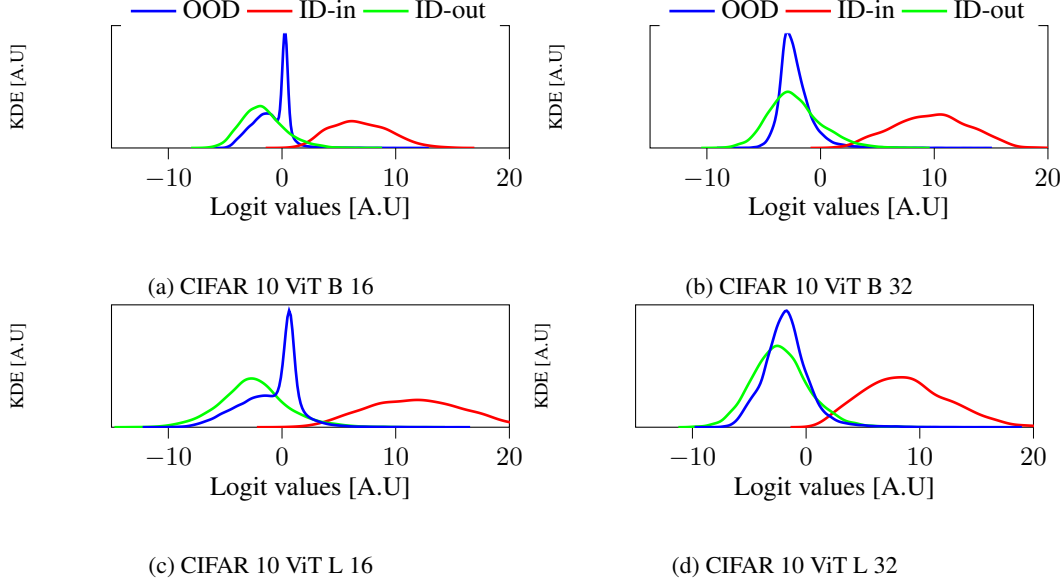 OOD ID-in ID-out
OOD ID-in ID-out
KDE [A.U
KDE [A.U
−10 0 10 20
−10 0 10 20
Logit values [A.U]
Logit values [A.U]
(a) CIFAR 10 ViT B 16
(b) CIFAR 10 ViT B 32
KDE [A.U]
KDE [A.U]
−10 0 10 20
−10 0 10 20
Logit values [A.U]
Logit values [A.U]
(c) CIFAR 10 ViT L 16
(d) CIFAR 10 ViT L 32